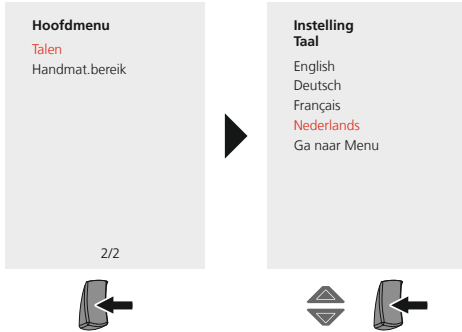 Hoofdmenu
Talen
Handmat.bereik
2/2
Instelling
Taal
English
Deutsch
Français
Nederlands
Ga naar Menu